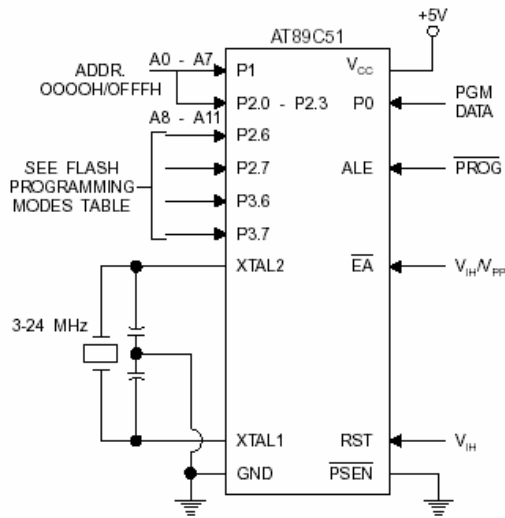 AT89C51
+5V
A0 - A7
ADDR.
OOOOH/OFFFH
A8 - A11
P1
P2.0 - P2.3
P2.6
P2.7
P3.6
P3.7
XTAL2
XTAL1
GND
VCC
P0
ALE
EA
RST
PSEN
PGM
DATA
PROG
VIH/VPP
VIH
SEE FLASH
PROGRAMMING
MODES TABLE
3-24 MHz